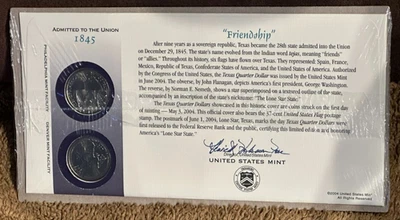 ADMITTED TO THE UNION
1845
PHILADELPHIA MINT FACILITY
DENVER MINT FACILITY
"Friendship"
After nine years as a sovereign republic, Texas became the 28th state admitted into the Union
on December 29, 1845. The state's name evolved from the Indian word tejas, meaning "friends"
or "allies." Throughout its history, six flags have flown over Texas. They represented: Spain, France,
Mexico, Republic of Texas, Confederate States of America, and the United States of America. Authorized
by the Congress of the United States, the Texas Quarter Dollar was issued by the United States Mint
in June 2004. The obverse, by John Flanagan, depicts America's first president, George Washington.
The reverse, by Norman E. Nemeth, shows a star superimposed on a textured outline of the state,
accompanied by an inscription of the state's nickname: "The Lone Star State."
The Texas Quarter Dollars showcased in this historic cover are coins struck on the first day
of minting — May 5, 2004. This official cover also bears the 37-cent United States Flag postage
stamp. The postmark of June 1, 2004, Lone Star, Texas, marks the day Texas Quarter Dollars were
first released to the Federal Reserve Bank and the public, certifying this limited edition and honoring
America's "Lone Star State."
Director, United States Mint
UNITED STATES MINT
©2004 United States Mint
All Rights Reserved